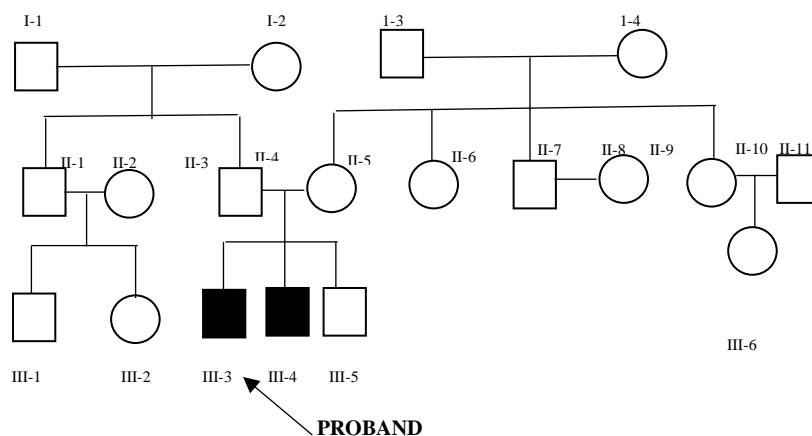 I-1 I-2 1-3 1-4
II-1 II-2 II-3 II-4 II-5 II-6 II-7 II-8 II-9 II-10 II-11
III-6
III-1 III-2 III-3 III-4 III-5
PROBAND